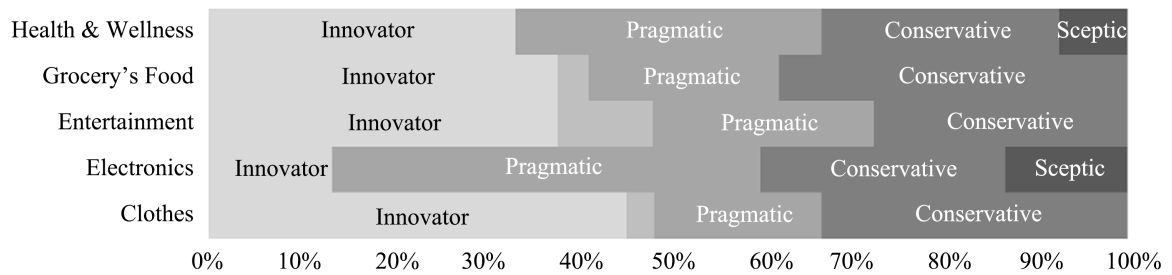 Health & Wellness Innovator Pragmatic Conservative Sceptic
Grocery's Food Innovator Pragmatic Conservative
Entertainment Innovator Pragmatic Conservative
Electronics Innovator Pragmatic Conservative Sceptic
Clothes Innovator Pragmatic Conservative
0% 10% 20% 30% 40% 50% 60% 70% 80% 90% 100%